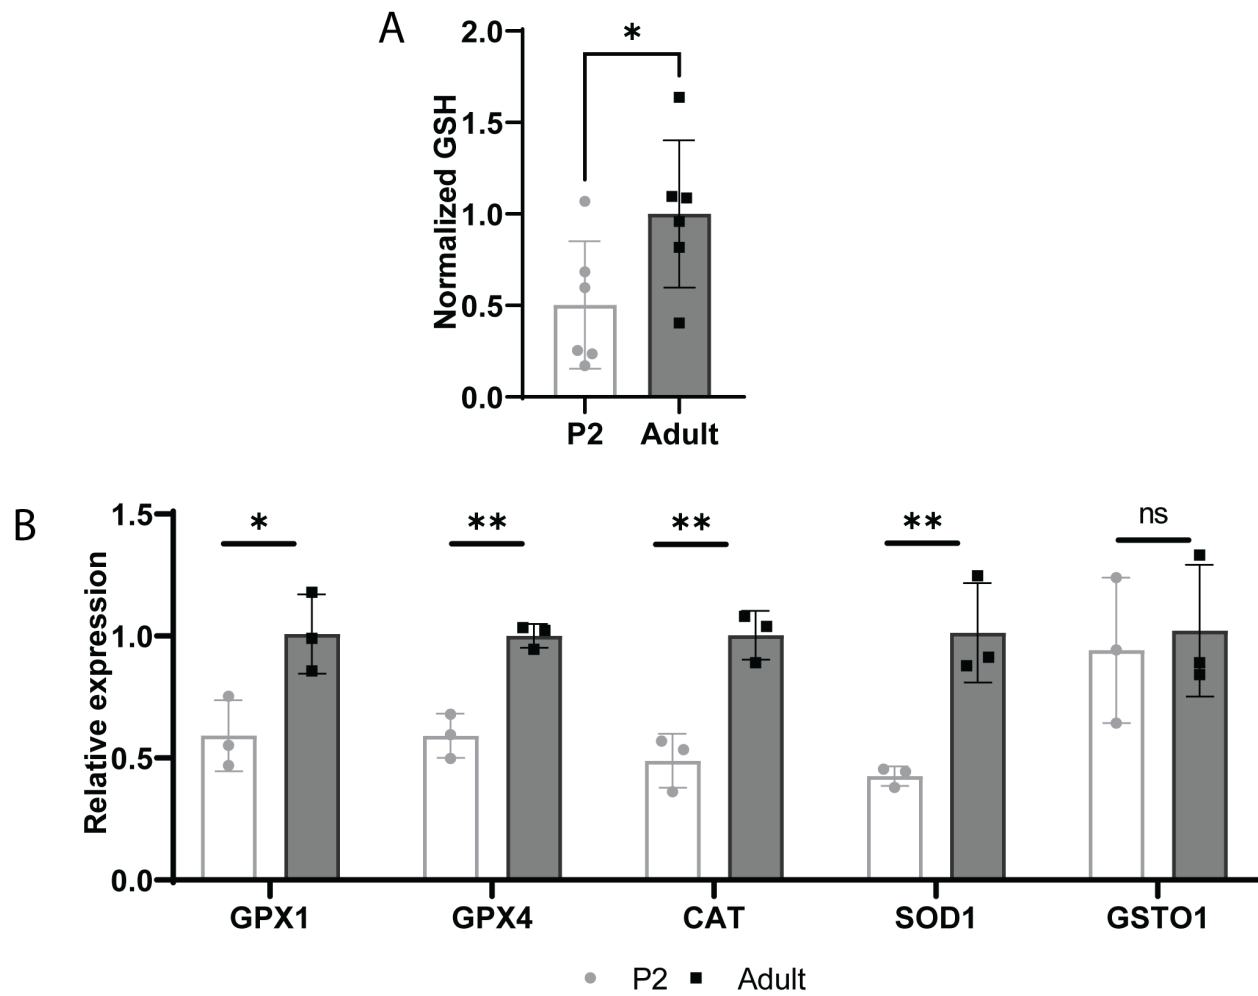 A
2.0
*
1.5
Normalized GSH
1.0
0.5
0.0
P2 Adult
B
1.5
* ** ** ** ns
Relative expression
1.0
0.5
0.0
GPX1 GPX4 CAT SOD1 GSTO1
P2 Adult